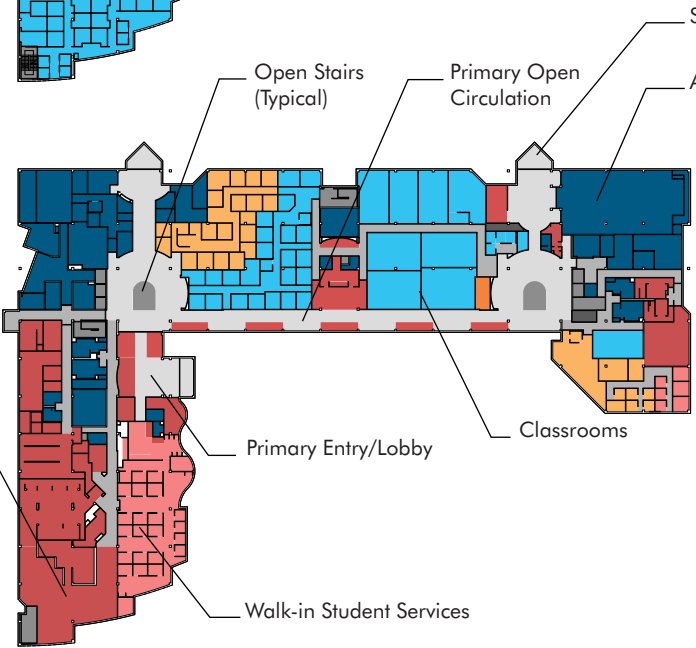 S
Open Stairs
(Typical)
Primary Open
Circulation
A
Primary Entry/Lobby
Classrooms
Walk-in Student Services